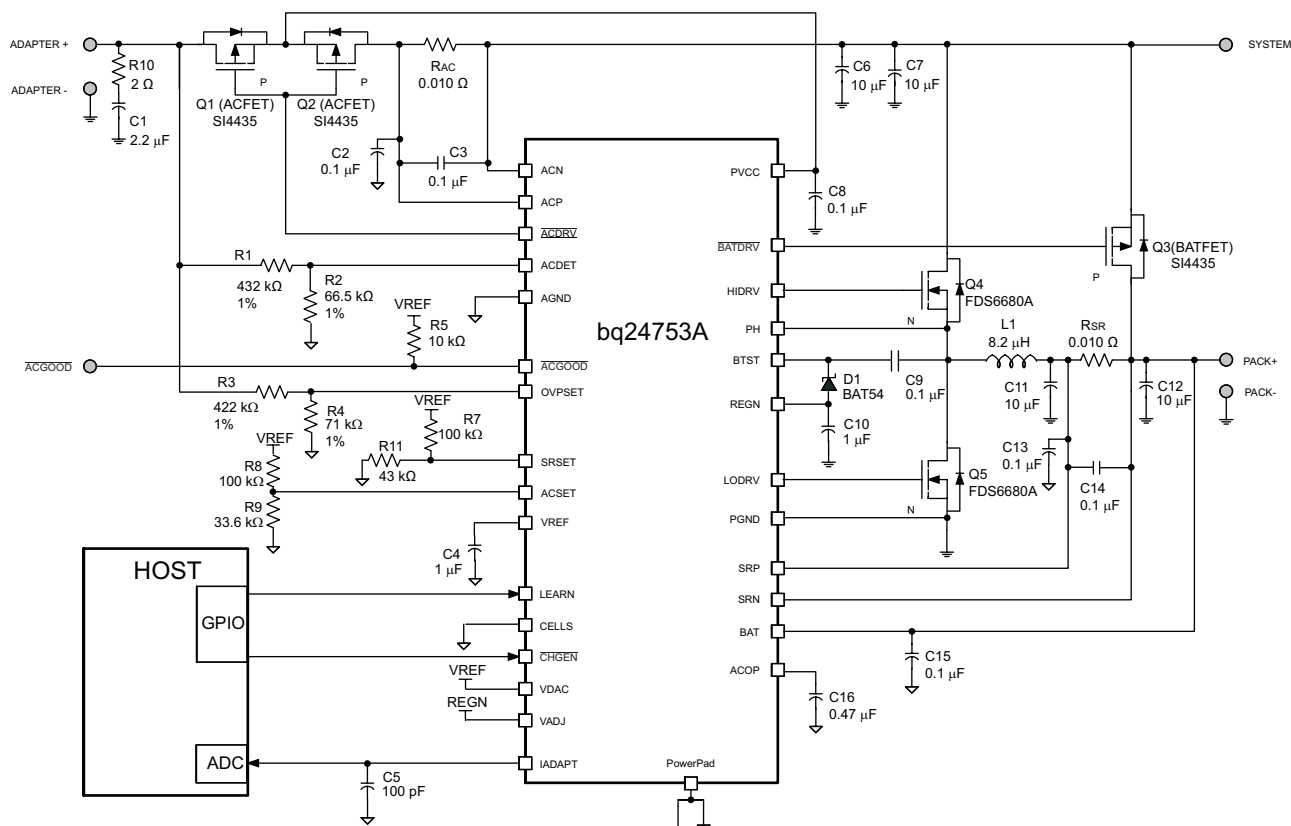 ADAPTER +
ADAPTER -
R10
2 Ω
C1
2.2 μF
P
Q1 (ACFET)
SI4435
P
Q2 (ACFET)
SI4435
RAC
0.010 Ω
C6
10 μF
C7
10 μF
SYSTEM
C2
0.1 μF
C3
0.1 μF
C8
0.1 μF
Q3(BATFET)
SI4435
P
R1
432 kΩ
1%
R2
66.5 kΩ
1%
VREF
R5
10 kΩ
ACGOOD
R3
422 kΩ
1%
R4
71 kΩ
1%
VREF
R7
100 kΩ
R11
43 kΩ
VREF
R8
100 kΩ
R9
33.6 kΩ
C4
1 μF
bq24753A
ACN
ACP
ACDRV
ACDET
AGND
ACGOOD
OVPSET
SRSET
ACSET
VREF
LEARN
CELLS
CHGEN
VDAC
VADJ
IADAPT
PVCC
BATDRV
HIDRV
PH
BTST
REGN
LODRV
PGND
SRP
SRN
BAT
ACOP
PowerPad
Q4
FDS6680A
N
D1
BAT54
C9
0.1 μF
C10
1 μF
L1
8.2 μH
RSR
0.010 Ω
C11
10 μF
C12
10 μF
PACK+
PACK-
C13
0.1 μF
C14
0.1 μF
Q5
FDS6680A
N
C15
0.1 μF
C16
0.47 μF
HOST
GPIO
ADC
VREF
REGN
C5
100 pF